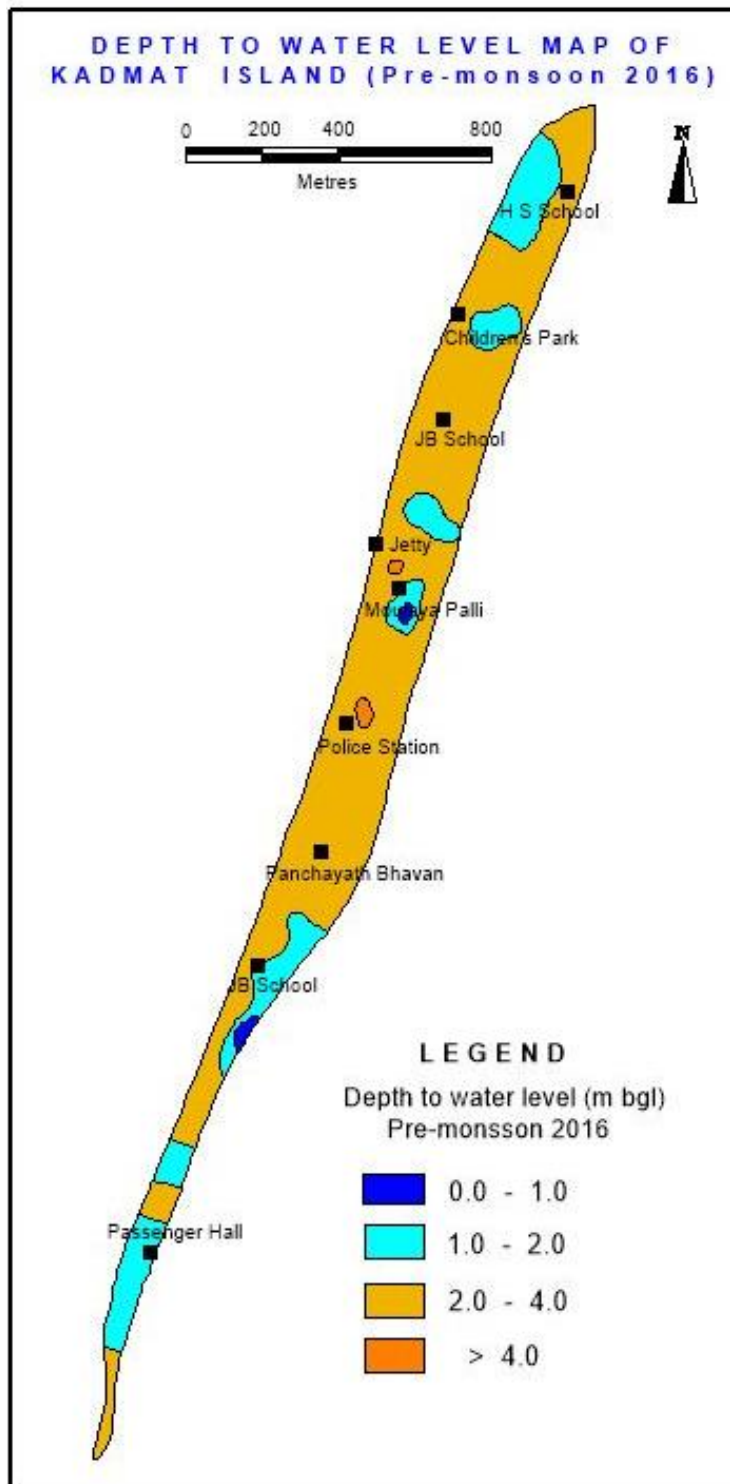 DEPTH TO WATER LEVEL MAP OF
KADMAT ISLAND (Pre-monsoon 2016)
0 200 400 800
Metres
N
H S School
Children's Park
JB School
Jetty
Palli
Police Station
Panchayath Bhavan
JB School
LEGEND
Depth to water level (m bgl)
Pre-monsson 2016
0.0 - 1.0
1.0 - 2.0
2.0 - 4.0
> 4.0
Passenger Hall